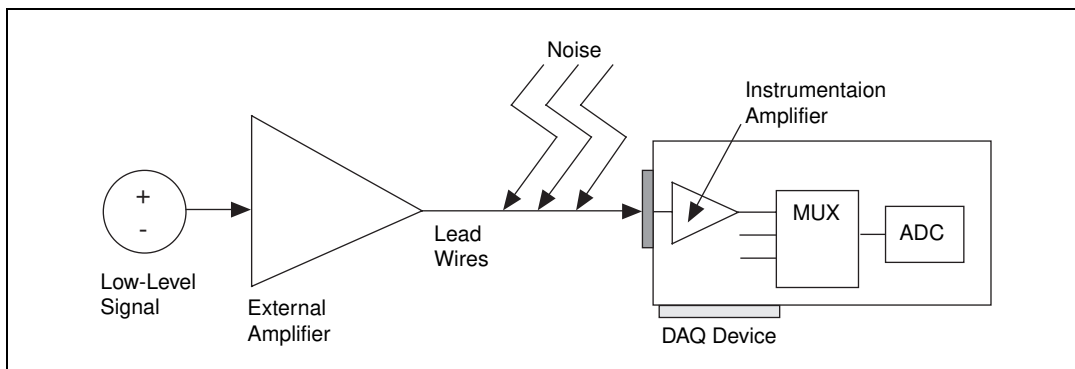 Noise
Instrumentaion
Amplifier
+
-
MUX
ADC
Lead
Wires
Low-Level
Signal
External
Amplifier
DAQ Device